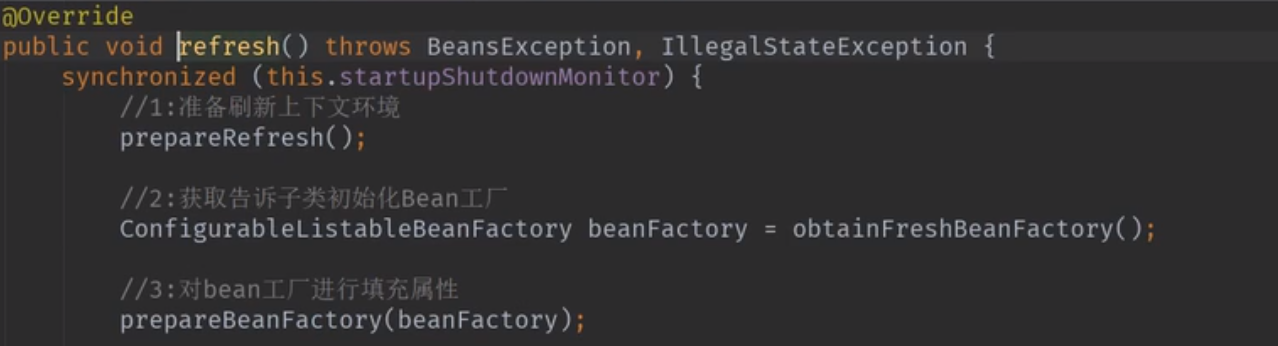 @Override
public void refresh() throws BeansException, IllegalStateException {
synchronized (this.startupShutdownMonitor) {
//1:准备刷新上下文环境
prepareRefresh();
//2:获取告诉子类初始化Bean工厂
ConfigurableListableBeanFactory beanFactory = obtainFreshBeanFactory();
//3:对bean工厂进行填充属性
prepareBeanFactory(beanFactory);